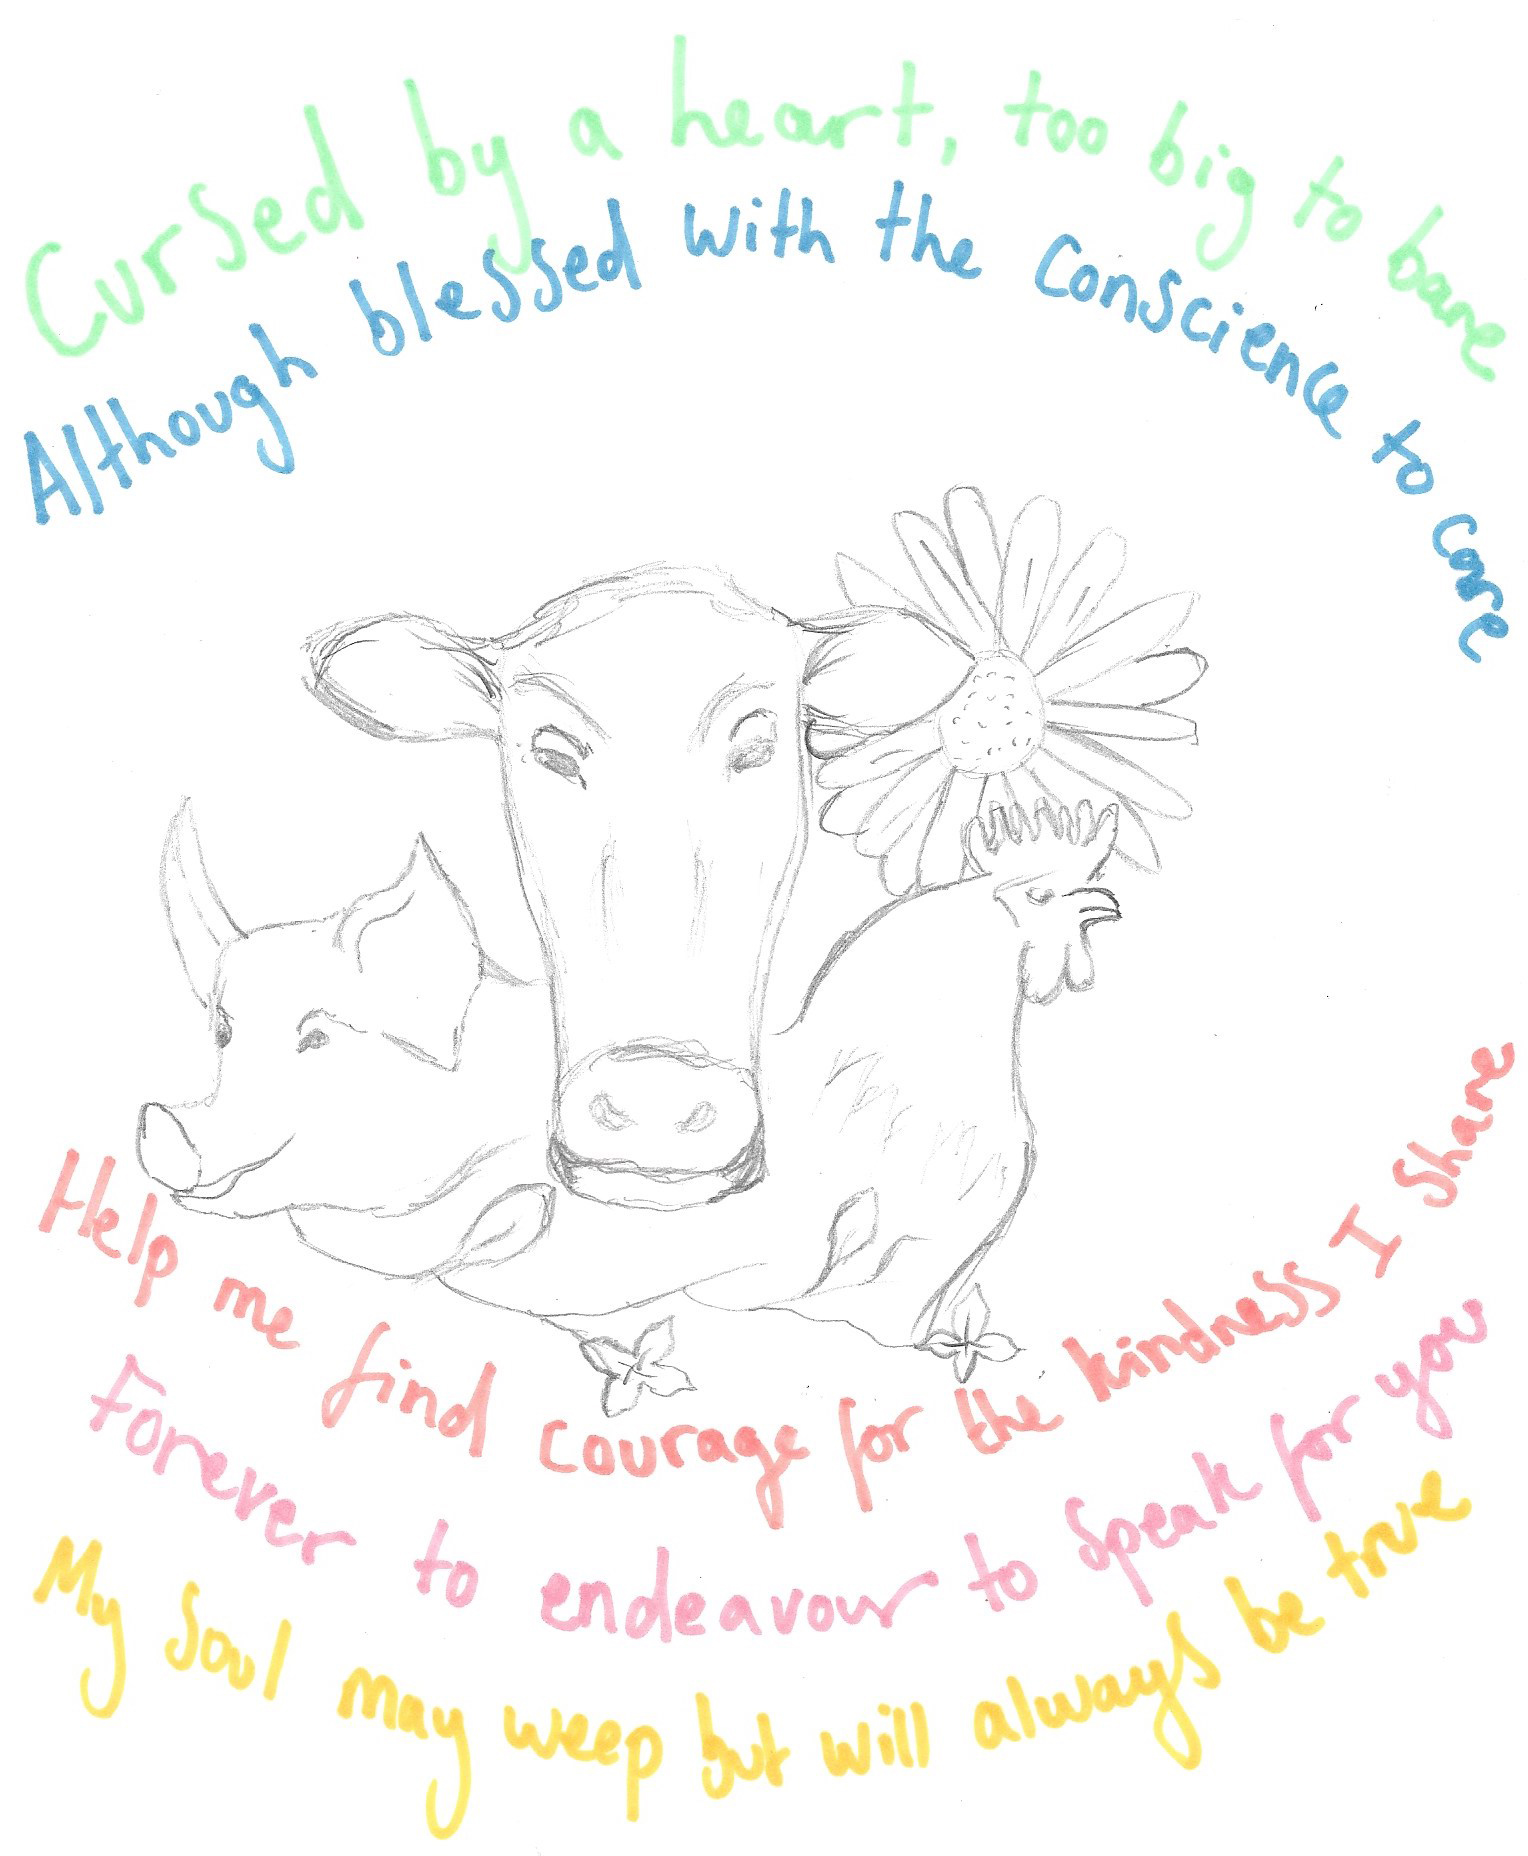 Cursed by a heart, too big to bare
Although blessed with the conscience to care
Help me find courage for the kindness I share
Forever to endeavour to speak for you
My soul may weep but will always be true